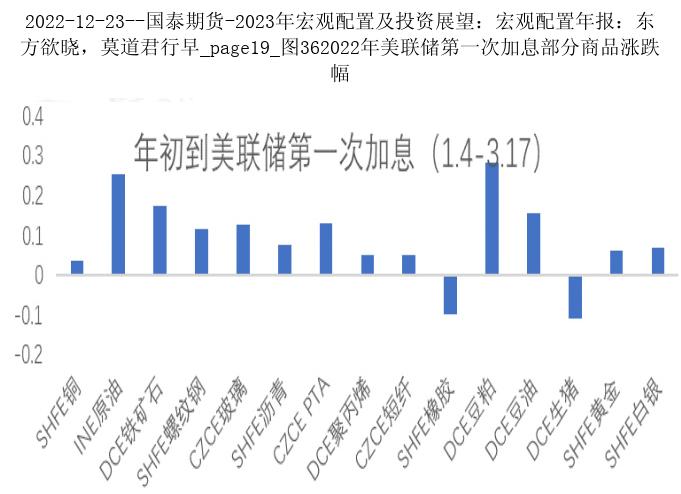 2022-12-23--国泰期货-2023年宏观配置及投资展望：宏观配置年报：东
方欲晓，莫道君行早_page19_图362022年美联储第一次加息部分商品涨跌
幅
年初到美联储第一次加息（1.4-3.17）
0.4
0.3
0.2
0.1
0
-0.1
-0.2
SHFE铜
INE原油
DCE铁矿石
SHFE螺纹钢
CZCE玻璃
SHFE沥青
CZCE PTA
DCE聚丙烯
CZCE短纤
SHFE橡胶
DCE豆粕
DCE豆油
DCE生猪
SHFE黄金
SHFE白银